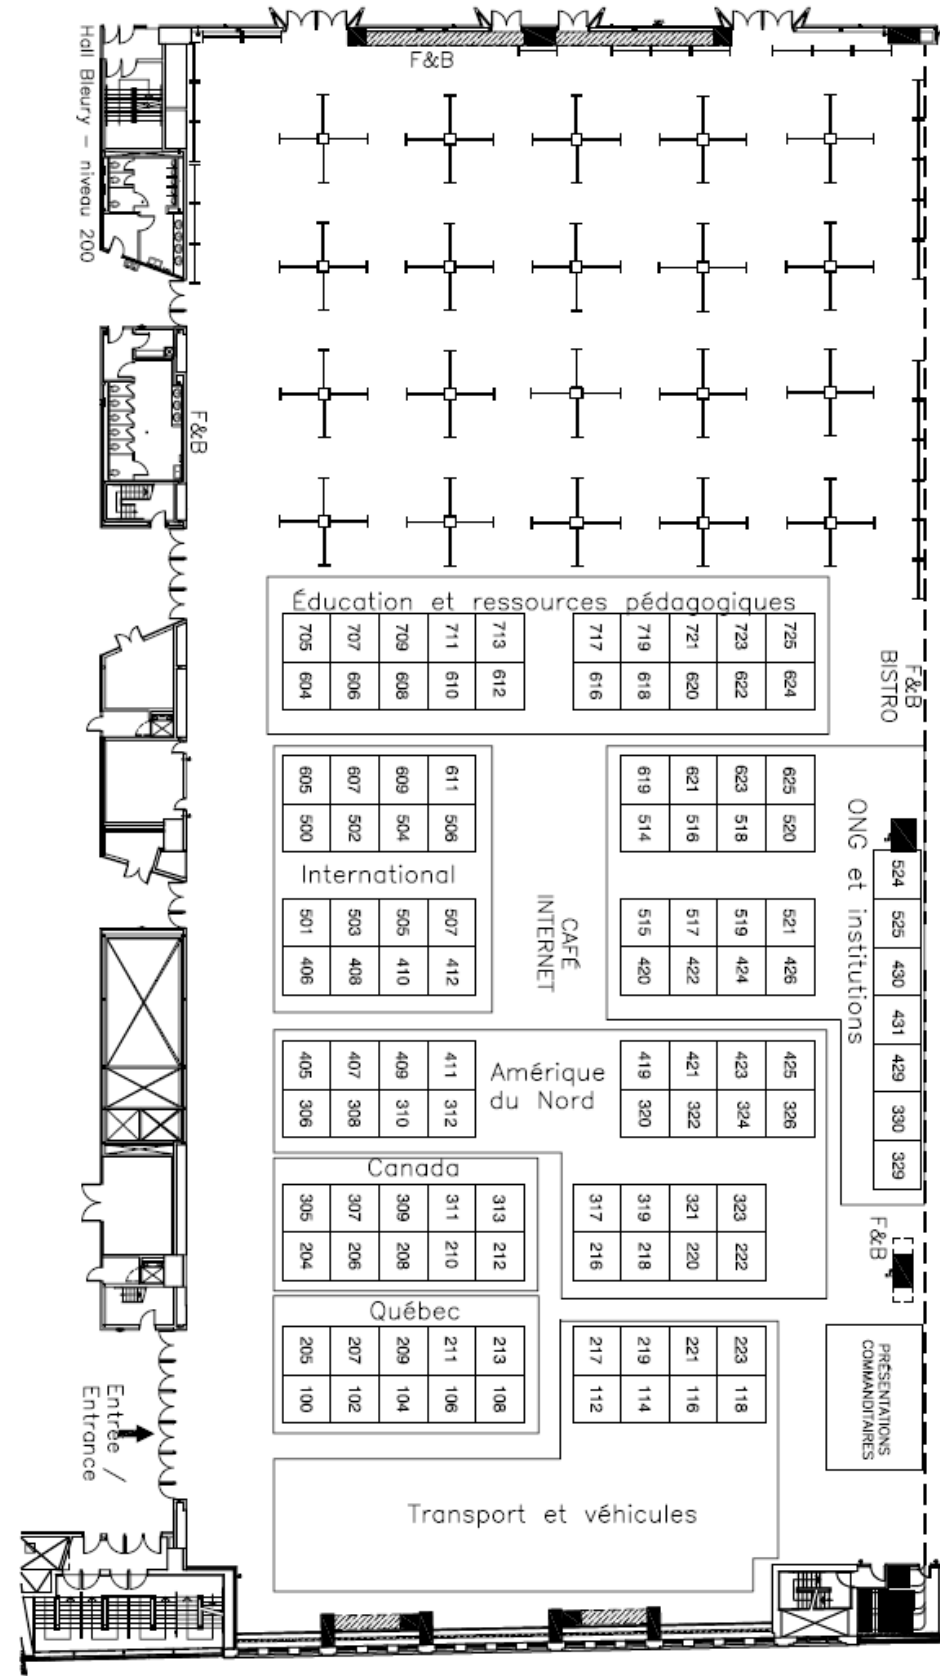 F&B
Hall Bleury – niveau 200
F&B
Éducation et ressources pédagogiques
705 707 709 711 713 717 719 721 723 725
604 606 608 610 612 616 618 620 622 624
F&B
BISTRO
605 607 609 611 619 621 623 625
500 502 504 506 514 516 518 520
International
ONG et institutions
524
525
430
431
429
330
329
501 503 505 507 515 517 519 521
406 408 410 412 420 422 424 426
CAFÉ
INTERNET
405 407 409 411 419 421 423 425
306 308 310 312 320 322 324 326
Amérique
du Nord
Canada
305 307 309 311 313 317 319 321 323
204 206 208 210 212 216 218 220 222
F&B
Québec
205 207 209 211 213 217 219 221 223
100 102 104 106 108 112 114 116 118
PRÉSENTATIONS
COMMANDITAIRES
Entrée /
Entrance
Transport et véhicules